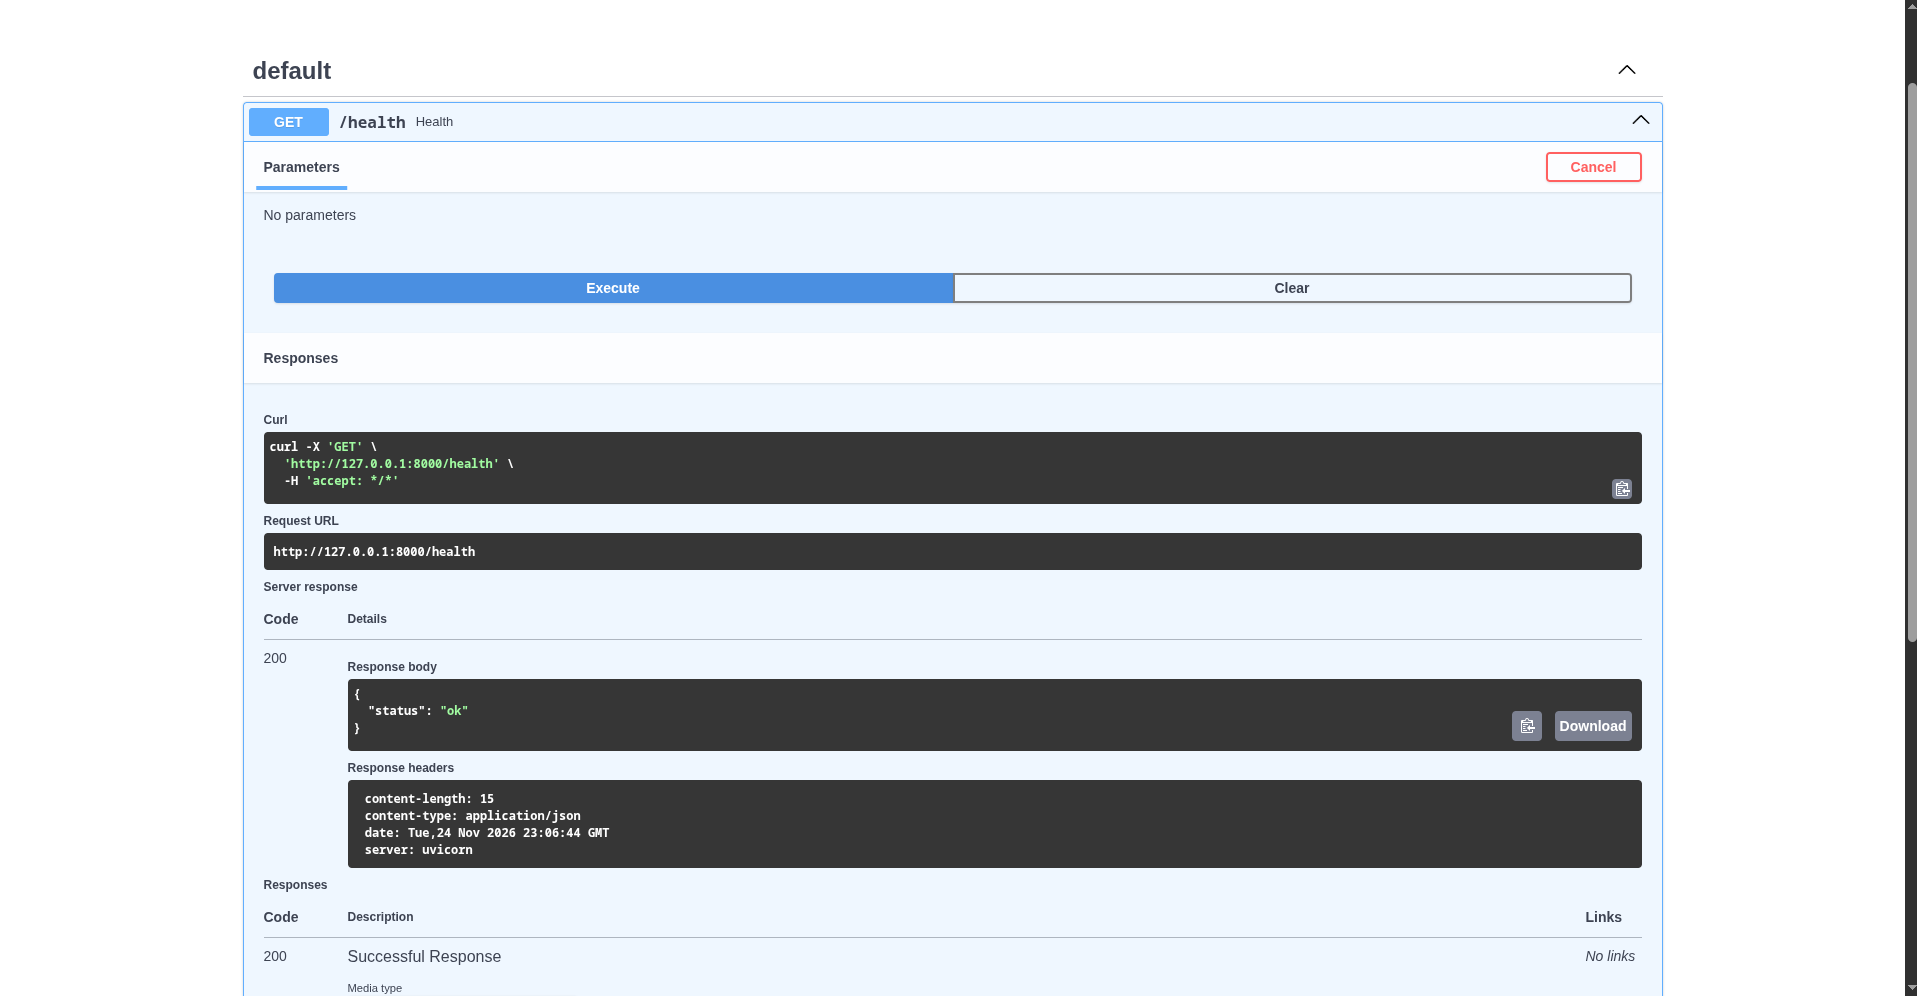 default
GET /health Health
Parameters Cancel
No parameters
Execute Clear
Responses
Curl
curl -X 'GET' \
  'http://127.0.0.1:8000/health' \
  -H 'accept: */*'
Request URL
http://127.0.0.1:8000/health
Server response
Code Details
200
Response body
{
  "status": "ok"
}
Download
Response headers
content-length: 15
content-type: application/json
date: Tue,24 Nov 2026 23:06:44 GMT
server: uvicorn
Responses
Code Description Links
200 Successful Response No links
Media type